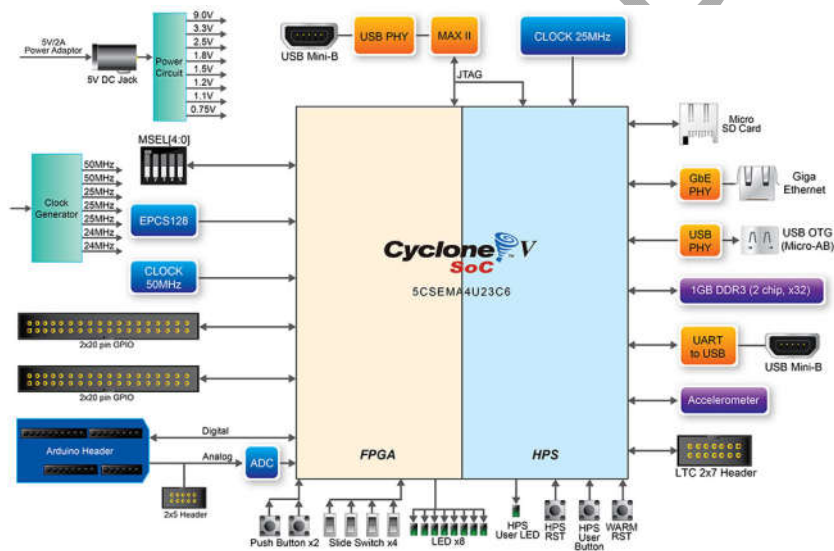 5V/2A
Power Adaptor
5V DC Jack
Power
Circuit
9.0V
3.3V
2.5V
1.8V
1.5V
1.2V
1.1V
0.75V
USB Mini-B
USB PHY
MAX II
JTAG
CLOCK 25MHz
MSEL[4:0]
Clock
Generator
50MHz
50MHz
25MHz
25MHz
25MHz
24MHz
24MHz
EPCS128
CLOCK
50MHz
2x20 pin GPIO
2x20 pin GPIO
Arduino Header
Digital
Analog
ADC
2x5 Header
Cyclone V
SoC
5CSEMA4U23C6
FPGA
HPS
Micro
SD Card
GbE
PHY
Giga
Ethernet
USB
PHY
USB OTG
(Micro-AB)
1GB DDR3 (2 chip, x32)
UART
to USB
USB Mini-B
Accelerometer
LTC 2x7 Header
Push Button x2
Slide Switch x4
LED x8
HPS
User LED
HPS
RST
HPS
User
Button
WARM
RST